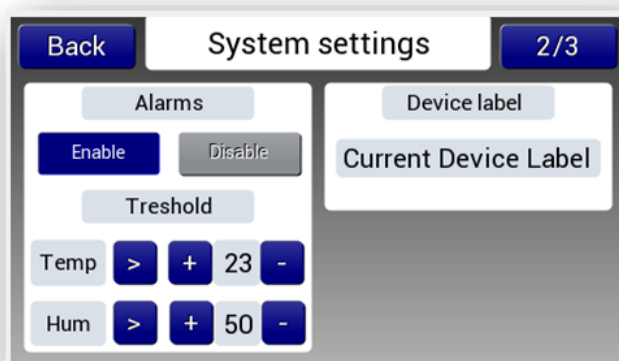 Back
System settings
2/3
Alarms
Enable
Disable
Treshold
Temp > + 23 -
Hum > + 50 -
Device label
Current Device Label